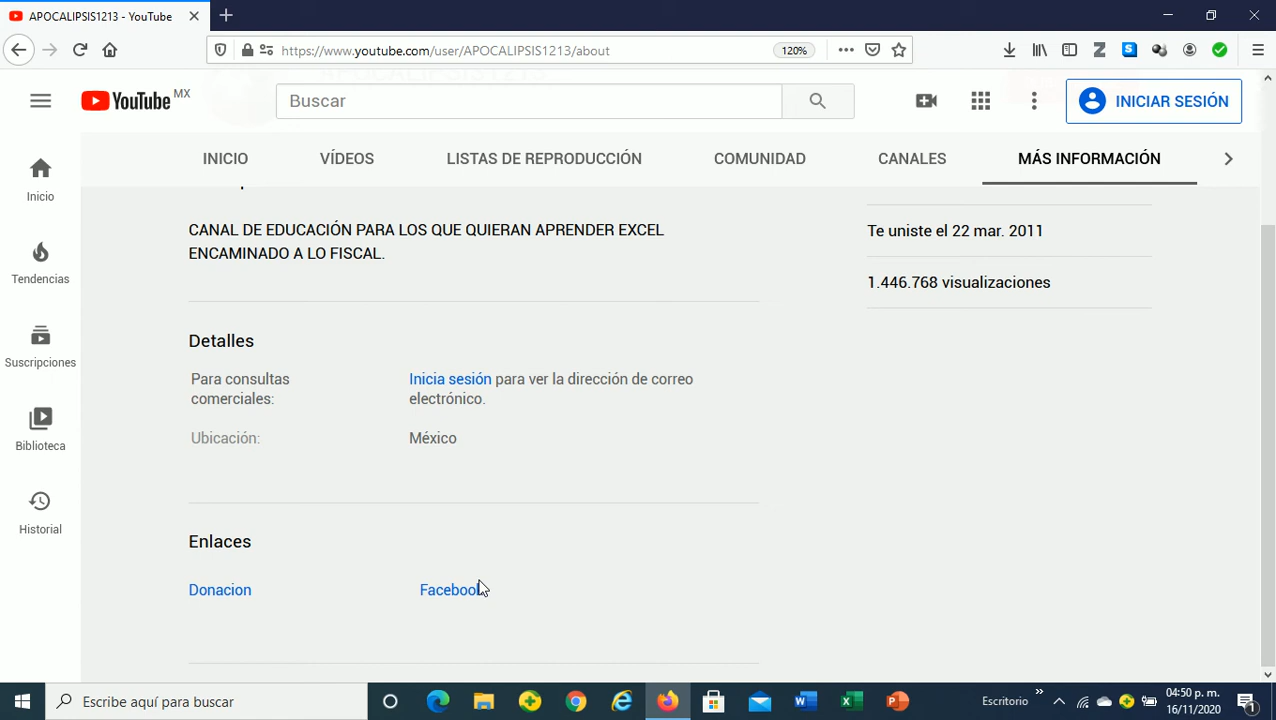 APOCALIPSIS1213 - YouTube
https://www.youtube.com/user/APOCALIPSIS1213/about
120%
YouTube MX
Buscar
INICIAR SESIÓN
INICIO
VÍDEOS
LISTAS DE REPRODUCCIÓN
COMUNIDAD
CANALES
MÁS INFORMACIÓN
Inicio
Tendencias
Suscripciones
Biblioteca
Historial
CANAL DE EDUCACIÓN PARA LOS QUE QUIERAN APRENDER EXCEL
ENCAMINADO A LO FISCAL.
Te uniste el 22 mar. 2011
1.446.768 visualizaciones
Detalles
Para consultas
comerciales:
Inicia sesión para ver la dirección de correo
electrónico.
Ubicación:
México
Enlaces
Donacion
Facebook
Escribe aquí para buscar
Escritorio
04:50 p. m.
16/11/2020
1